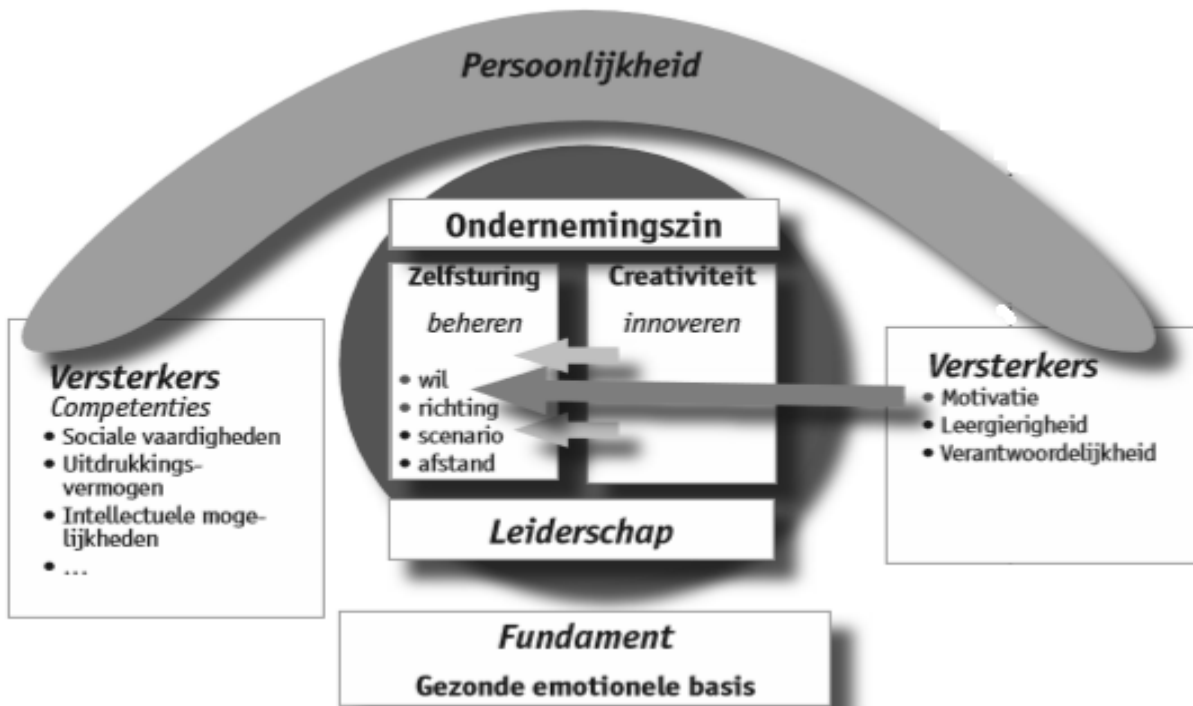 Persoonlijkheid
Ondernemingszin
Zelfsturing
beheren
• wil
• richting
• scenario
• afstand
Creativiteit
innoveren
Leiderschap
Versterkers
Competenties
• Sociale vaardigheden
• Uitdrukkings-
vermogen
• Intellectuele moge-
lijkheden
• ...
Versterkers
• Motivatie
• Leergierigheid
• Verantwoordelijkheid
Fundament
Gezonde emotionele basis